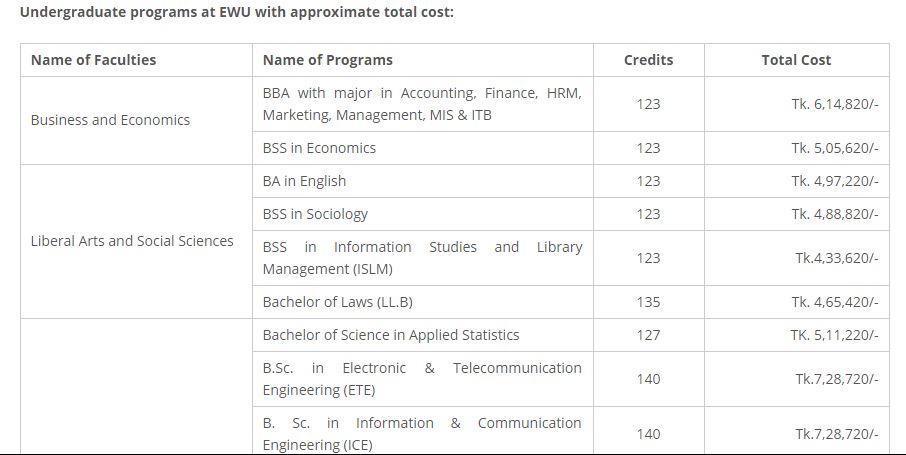 Undergraduate programs at EWU with approximate total cost:
Name of Faculties Name of Programs Credits Total Cost
Business and Economics
BBA with major in Accounting, Finance, HRM,
Marketing, Management, MIS & ITB
123 Tk. 6,14,820/-
BSS in Economics 123 Tk. 5,05,620/-
Liberal Arts and Social Sciences
BA in English 123 Tk. 4,97,220/-
BSS in Sociology 123 Tk. 4,88,820/-
BSS in Information Studies and Library
Management (ISLM)
123 Tk.4,33,620/-
Bachelor of Laws (LL.B) 135 Tk. 4,65,420/-
Bachelor of Science in Applied Statistics 127 TK. 5,11,220/-
B.Sc. in Electronic & Telecommunication
Engineering (ETE)
140 Tk.7,28,720/-
B. Sc. in Information & Communication
Engineering (ICE)
140 Tk.7,28,720/-